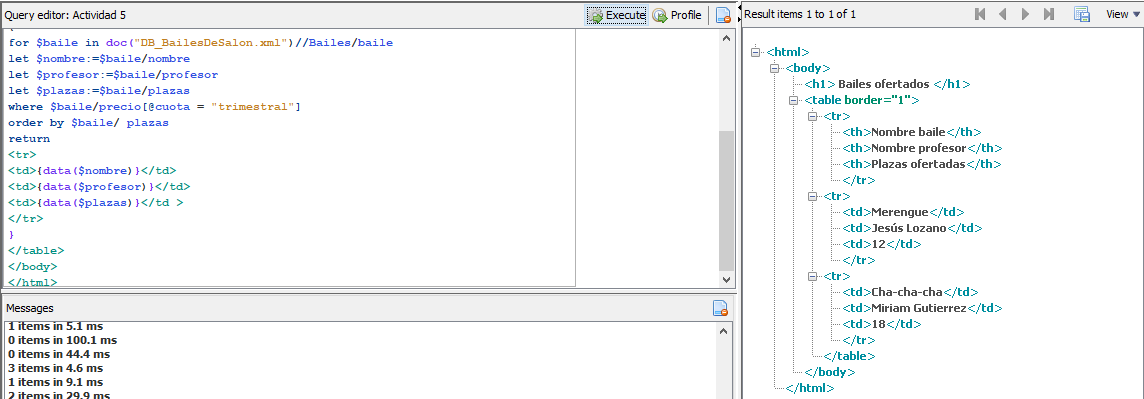 Query editor: Actividad 5
Execute
Profile
for $baile in doc("DB_BailesDeSalon.xml")//Bailes/baile
let $nombre:=$baile/nombre
let $profesor:=$baile/profesor
let $plazas:=$baile/plazas
where $baile/precio[@cuota = "trimestral"]
order by $baile/ plazas
return
<tr>
<td>{data($nombre)}</td>
<td>{data($profesor)}</td>
<td>{data($plazas)}</td >
</tr>
}
</table>
</body>
</html>
Messages
1 items in 5.1 ms
0 items in 100.1 ms
0 items in 44.4 ms
3 items in 4.6 ms
1 items in 9.1 ms
2 items in 29.9 ms
Result items 1 to 1 of 1
View
<html>
<body>
<h1> Bailes ofertados </h1>
<table border="1">
<tr>
<th>Nombre baile</th>
<th>Nombre profesor</th>
<th>Plazas ofertadas</th>
</tr>
<tr>
<td>Merengue</td>
<td>Jesús Lozano</td>
<td>12</td>
</tr>
<tr>
<td>Cha-cha-cha</td>
<td>Miriam Gutierrez</td>
<td>18</td>
</tr>
</table>
</body>
</html>